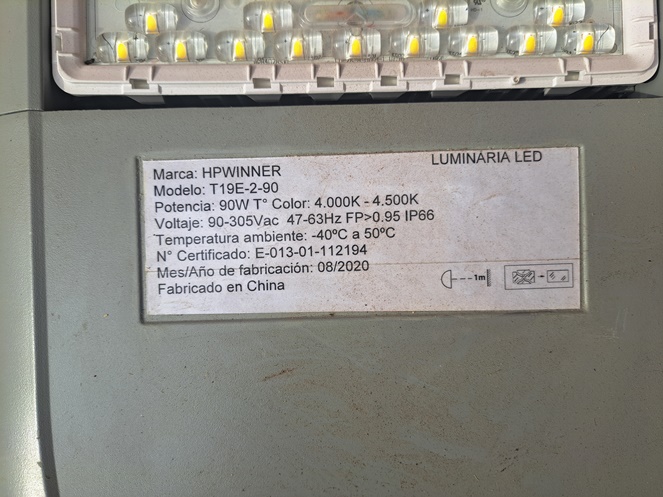 LUMINARIA LED
Marca: HPWINNER
Modelo: T19E-2-90
Potencia: 90W T° Color: 4.000K - 4.500K
Voltaje: 90-305Vac 47-63Hz FP>0.95 IP66
Temperatura ambiente: -40ºC a 50ºC
N° Certificado: E-013-01-112194
Mes/Año de fabricación: 08/2020
Fabricado en China
1m